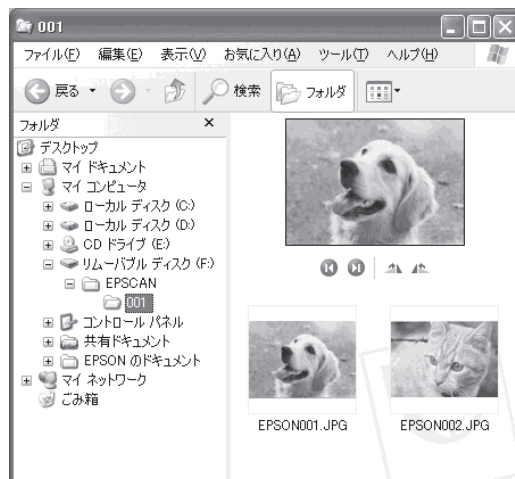 001
ファイル(F) 編集(E) 表示(V) お気に入り(A) ツール(T) ヘルプ(H)
戻る 検索 フォルダ
フォルダ ×
デスクトップ
マイ ドキュメント
マイ コンピュータ
ローカル ディスク (C:)
ローカル ディスク (D:)
CD ドライブ (E:)
リムーバブル ディスク (F:)
EPSCAN
001
コントロール パネル
共有ドキュメント
EPSON のドキュメント
マイ ネットワーク
ごみ箱
EPSON001.JPG EPSON002.JPG